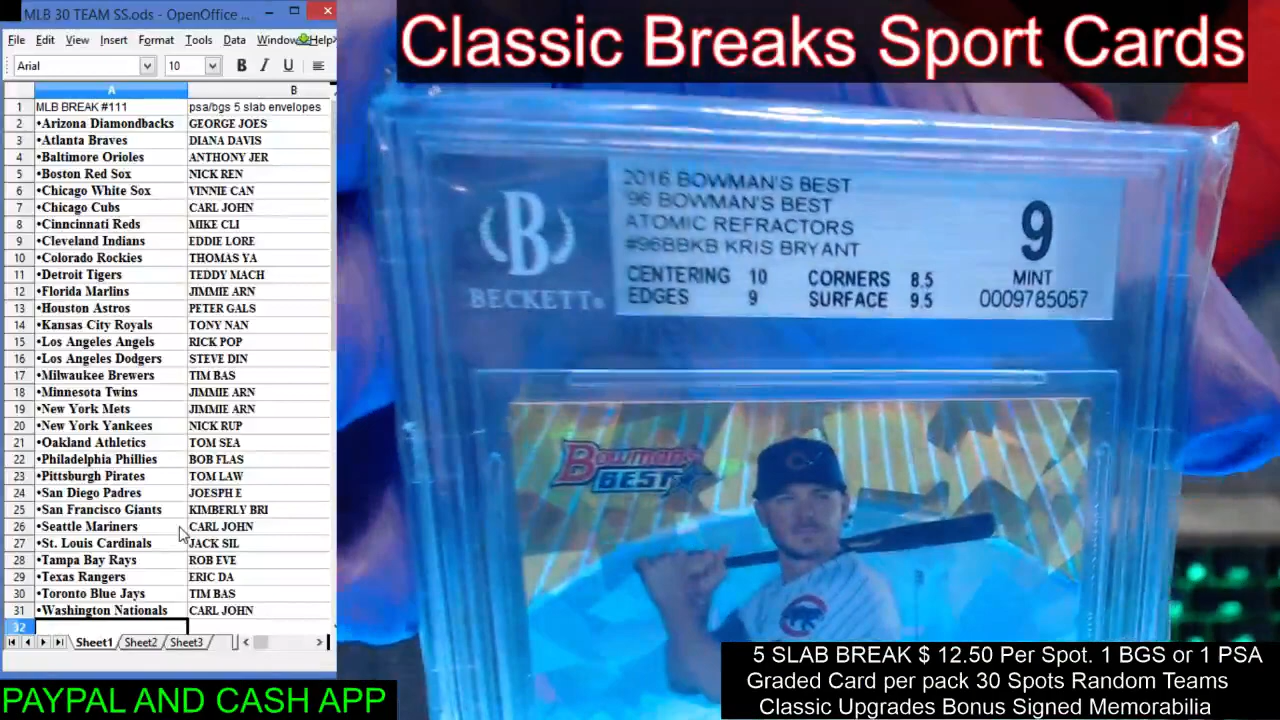 MLB 30 TEAM SS.ods - OpenOffice ...
File Edit View Insert Format Tools Data Window Help
Arial 10 B I U
A B
1 MLB BREAK #111 psa/bgs 5 slab envelopes
2 •Arizona Diamondbacks GEORGE JOES
3 •Atlanta Braves DIANA DAVIS
4 •Baltimore Orioles ANTHONY JER
5 •Boston Red Sox NICK REN
6 •Chicago White Sox VINNIE CAN
7 •Chicago Cubs CARL JOHN
8 •Cinncinnati Reds MIKE CLI
9 •Cleveland Indians EDDIE LORE
10 •Colorado Rockies THOMAS YA
11 •Detroit Tigers TEDDY MACH
12 •Florida Marlins JIMMIE ARN
13 •Houston Astros PETER GALS
14 •Kansas City Royals TONY NAN
15 •Los Angeles Angels RICK POP
16 •Los Angeles Dodgers STEVE DIN
17 •Milwaukee Brewers TIM BAS
18 •Minnesota Twins JIMMIE ARN
19 •New York Mets JIMMIE ARN
20 •New York Yankees NICK RUP
21 •Oakland Athletics TOM SEA
22 •Philadelphia Phillies BOB FLAS
23 •Pittsburgh Pirates TOM LAW
24 •San Diego Padres JOESPH E
25 •San Francisco Giants KIMBERLY BRI
26 •Seattle Mariners CARL JOHN
27 •St. Louis Cardinals JACK SIL
28 •Tampa Bay Rays ROB EVE
29 •Texas Rangers ERIC DA
30 •Toronto Blue Jays TIM BAS
31 •Washington Nationals CARL JOHN
32
Sheet1 Sheet2 Sheet3
PAYPAL AND CASH APP
Classic Breaks Sport Cards
B
BECKETT
2016 BOWMAN'S BEST
96 BOWMAN'S BEST
ATOMIC REFRACTORS
#96BBKB KRIS BRYANT
CENTERING 10 CORNERS 8.5
EDGES 9 SURFACE 9.5
9
MINT
0009785057
Bowman's
BEST
5 SLAB BREAK $ 12.50 Per Spot. 1 BGS or 1 PSA
Graded Card per pack 30 Spots Random Teams
Classic Upgrades Bonus Signed Memorabilia